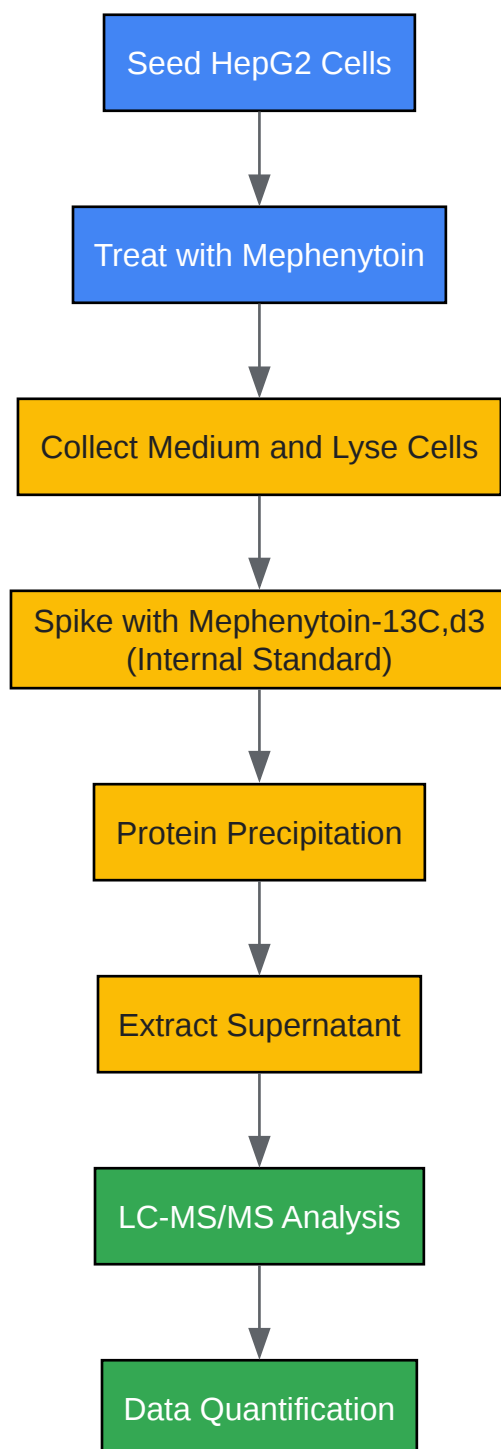 Seed HepG2 Cells
Treat with Mephenytoin
Collect Medium and Lyse Cells
Spike with Mephenytoin-13C,d3
(Internal Standard)
Protein Precipitation
Extract Supernatant
LC-MS/MS Analysis
Data Quantification